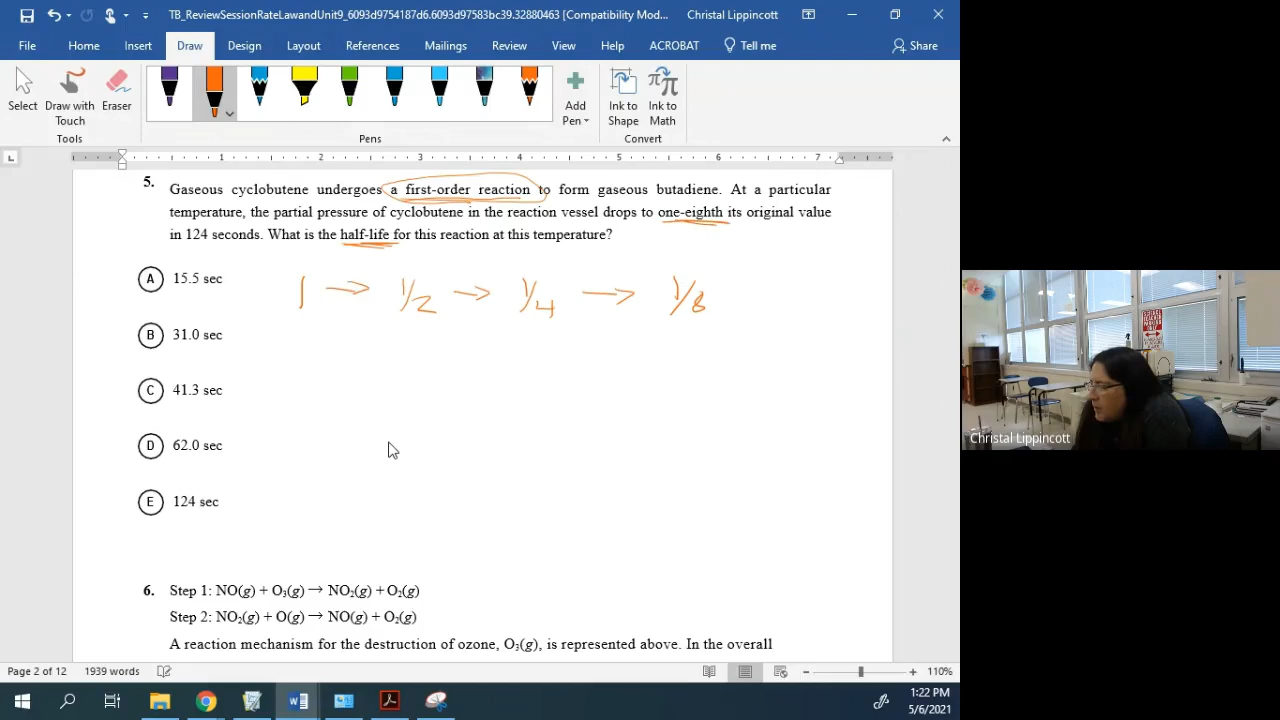 TB_ReviewSessionRateLawandUnit9_6093d9754187d6.6093d97583bc39.32880463 [Compatibility Mod... Christal Lippincott
File Home Insert Draw Design Layout References Mailings Review View Help ACROBAT Tell me Share
Select Draw with Touch Eraser Add Pen Ink to Shape Ink to Math
Tools Pens Convert
1 2 3 4 5 6 7
5. Gaseous cyclobutene undergoes a first-order reaction to form gaseous butadiene. At a particular
temperature, the partial pressure of cyclobutene in the reaction vessel drops to one-eighth its original value
in 124 seconds. What is the half-life for this reaction at this temperature?
A 15.5 sec
1 → 1/2 → 1/4 → 1/8
B 31.0 sec
C 41.3 sec
D 62.0 sec
E 124 sec
6. Step 1: NO(g) + O₃(g) → NO₂(g) + O₂(g)
Step 2: NO₂(g) + O(g) → NO(g) + O₂(g)
A reaction mechanism for the destruction of ozone, O₃(g), is represented above. In the overall
Page 2 of 12 1939 words 110%
1:22 PM
5/6/2021
Christal Lippincott